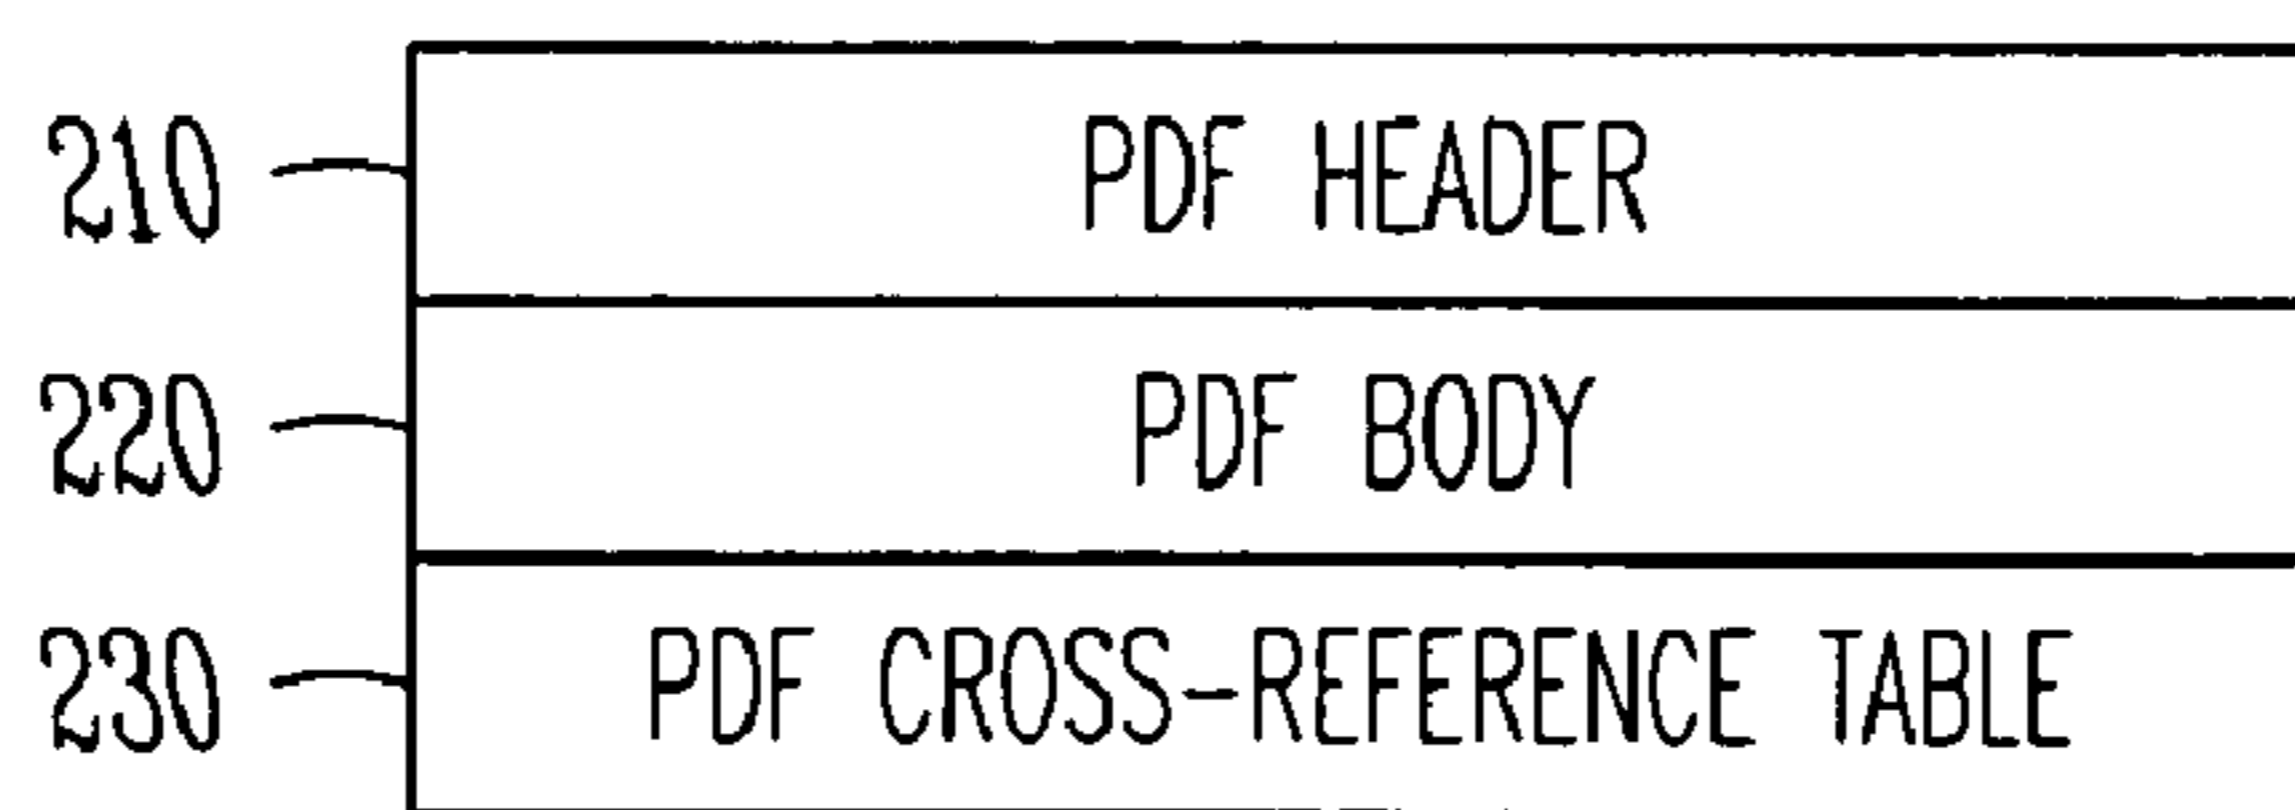 210 PDF HEADER
220 PDF BODY
230 PDF CROSS-REFERENCE TABLE